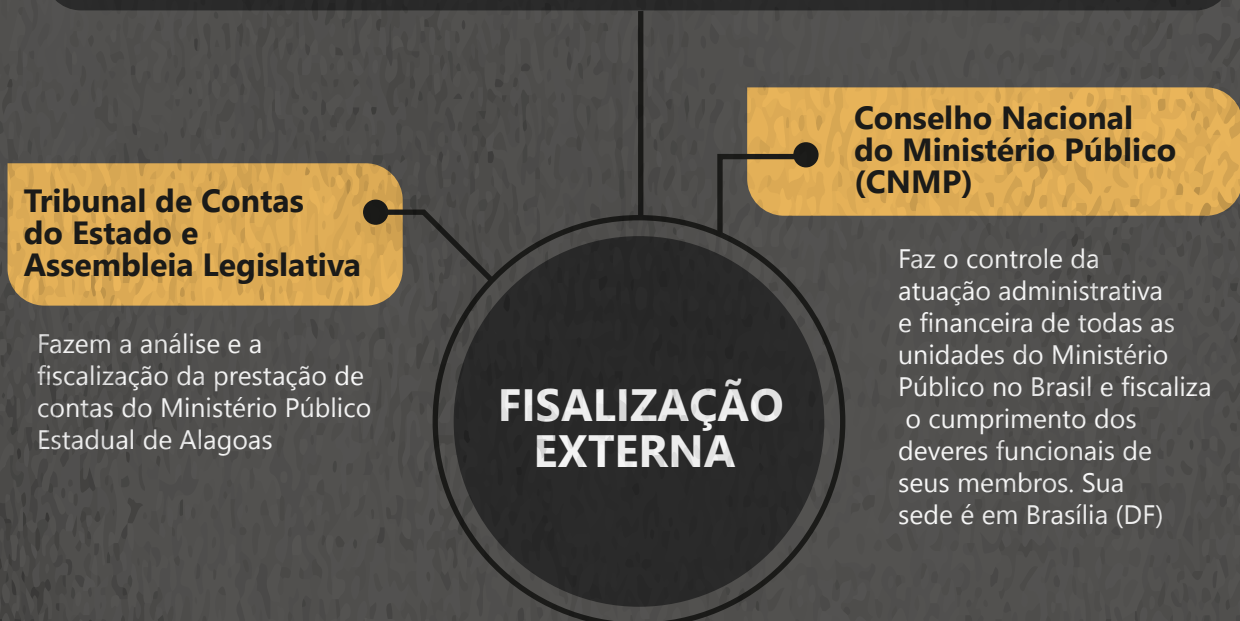 Tribunal de Contas
do Estado e
Assembleia Legislativa
Fazem a análise e a
fiscalização da prestação de
contas do Ministério Público
Estadual de Alagoas
FISALIZAÇÃO
EXTERNA
Conselho Nacional
do Ministério Público
(CNMP)
Faz o controle da
atuação administrativa
e financeira de todas as
unidades do Ministério
Público no Brasil e fiscaliza
o cumprimento dos
deveres funcionais de
seus membros. Sua
sede é em Brasília (DF)